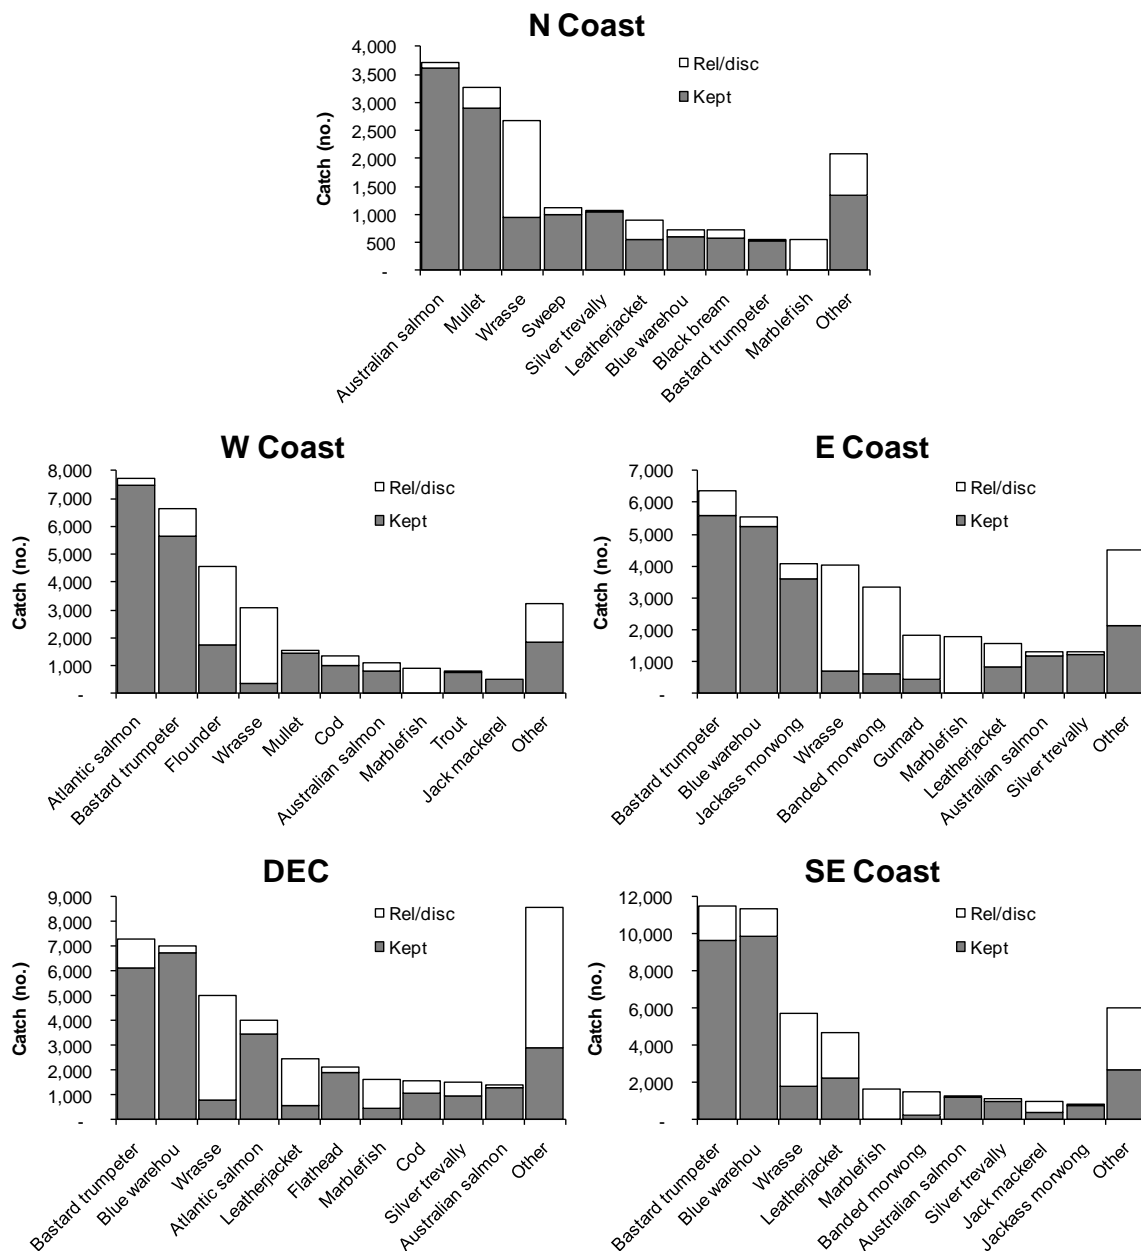 N Coast
Catch (no.)
4,000
3,500
3,000
2,500
2,000
1,500
1,000
500
-
Rel/disc
Kept
Australian salmon
Mullet
Wrasse
Sweep
Silver trevally
Leatherjacket
Blue warehou
Black bream
Bastard trumpeter
Marblefish
Other
W Coast
Catch (no.)
8,000
7,000
6,000
5,000
4,000
3,000
2,000
1,000
-
Rel/disc
Kept
Atlantic salmon
Bastard trumpeter
Flounder
Wrasse
Mullet
Cod
Australian salmon
Marblefish
Trout
Jack mackerel
Other
E Coast
Catch (no.)
7,000
6,000
5,000
4,000
3,000
2,000
1,000
-
Rel/disc
Kept
Bastard trumpeter
Blue warehou
Jackass morwong
Wrasse
Banded morwong
Gurnard
Marblefish
Leatherjacket
Australian salmon
Silver trevally
Other
DEC
Catch (no.)
9,000
8,000
7,000
6,000
5,000
4,000
3,000
2,000
1,000
-
Rel/disc
Kept
Bastard trumpeter
Blue warehou
Wrasse
Atlantic salmon
Leatherjacket
Flathead
Marblefish
Cod
Silver trevally
Australian salmon
Other
SE Coast
Catch (no.)
12,000
10,000
8,000
6,000
4,000
2,000
-
Rel/disc
Kept
Bastard trumpeter
Blue warehou
Wrasse
Leatherjacket
Marblefish
Banded morwong
Australian salmon
Silver trevally
Jack mackerel
Jackass morwong
Other